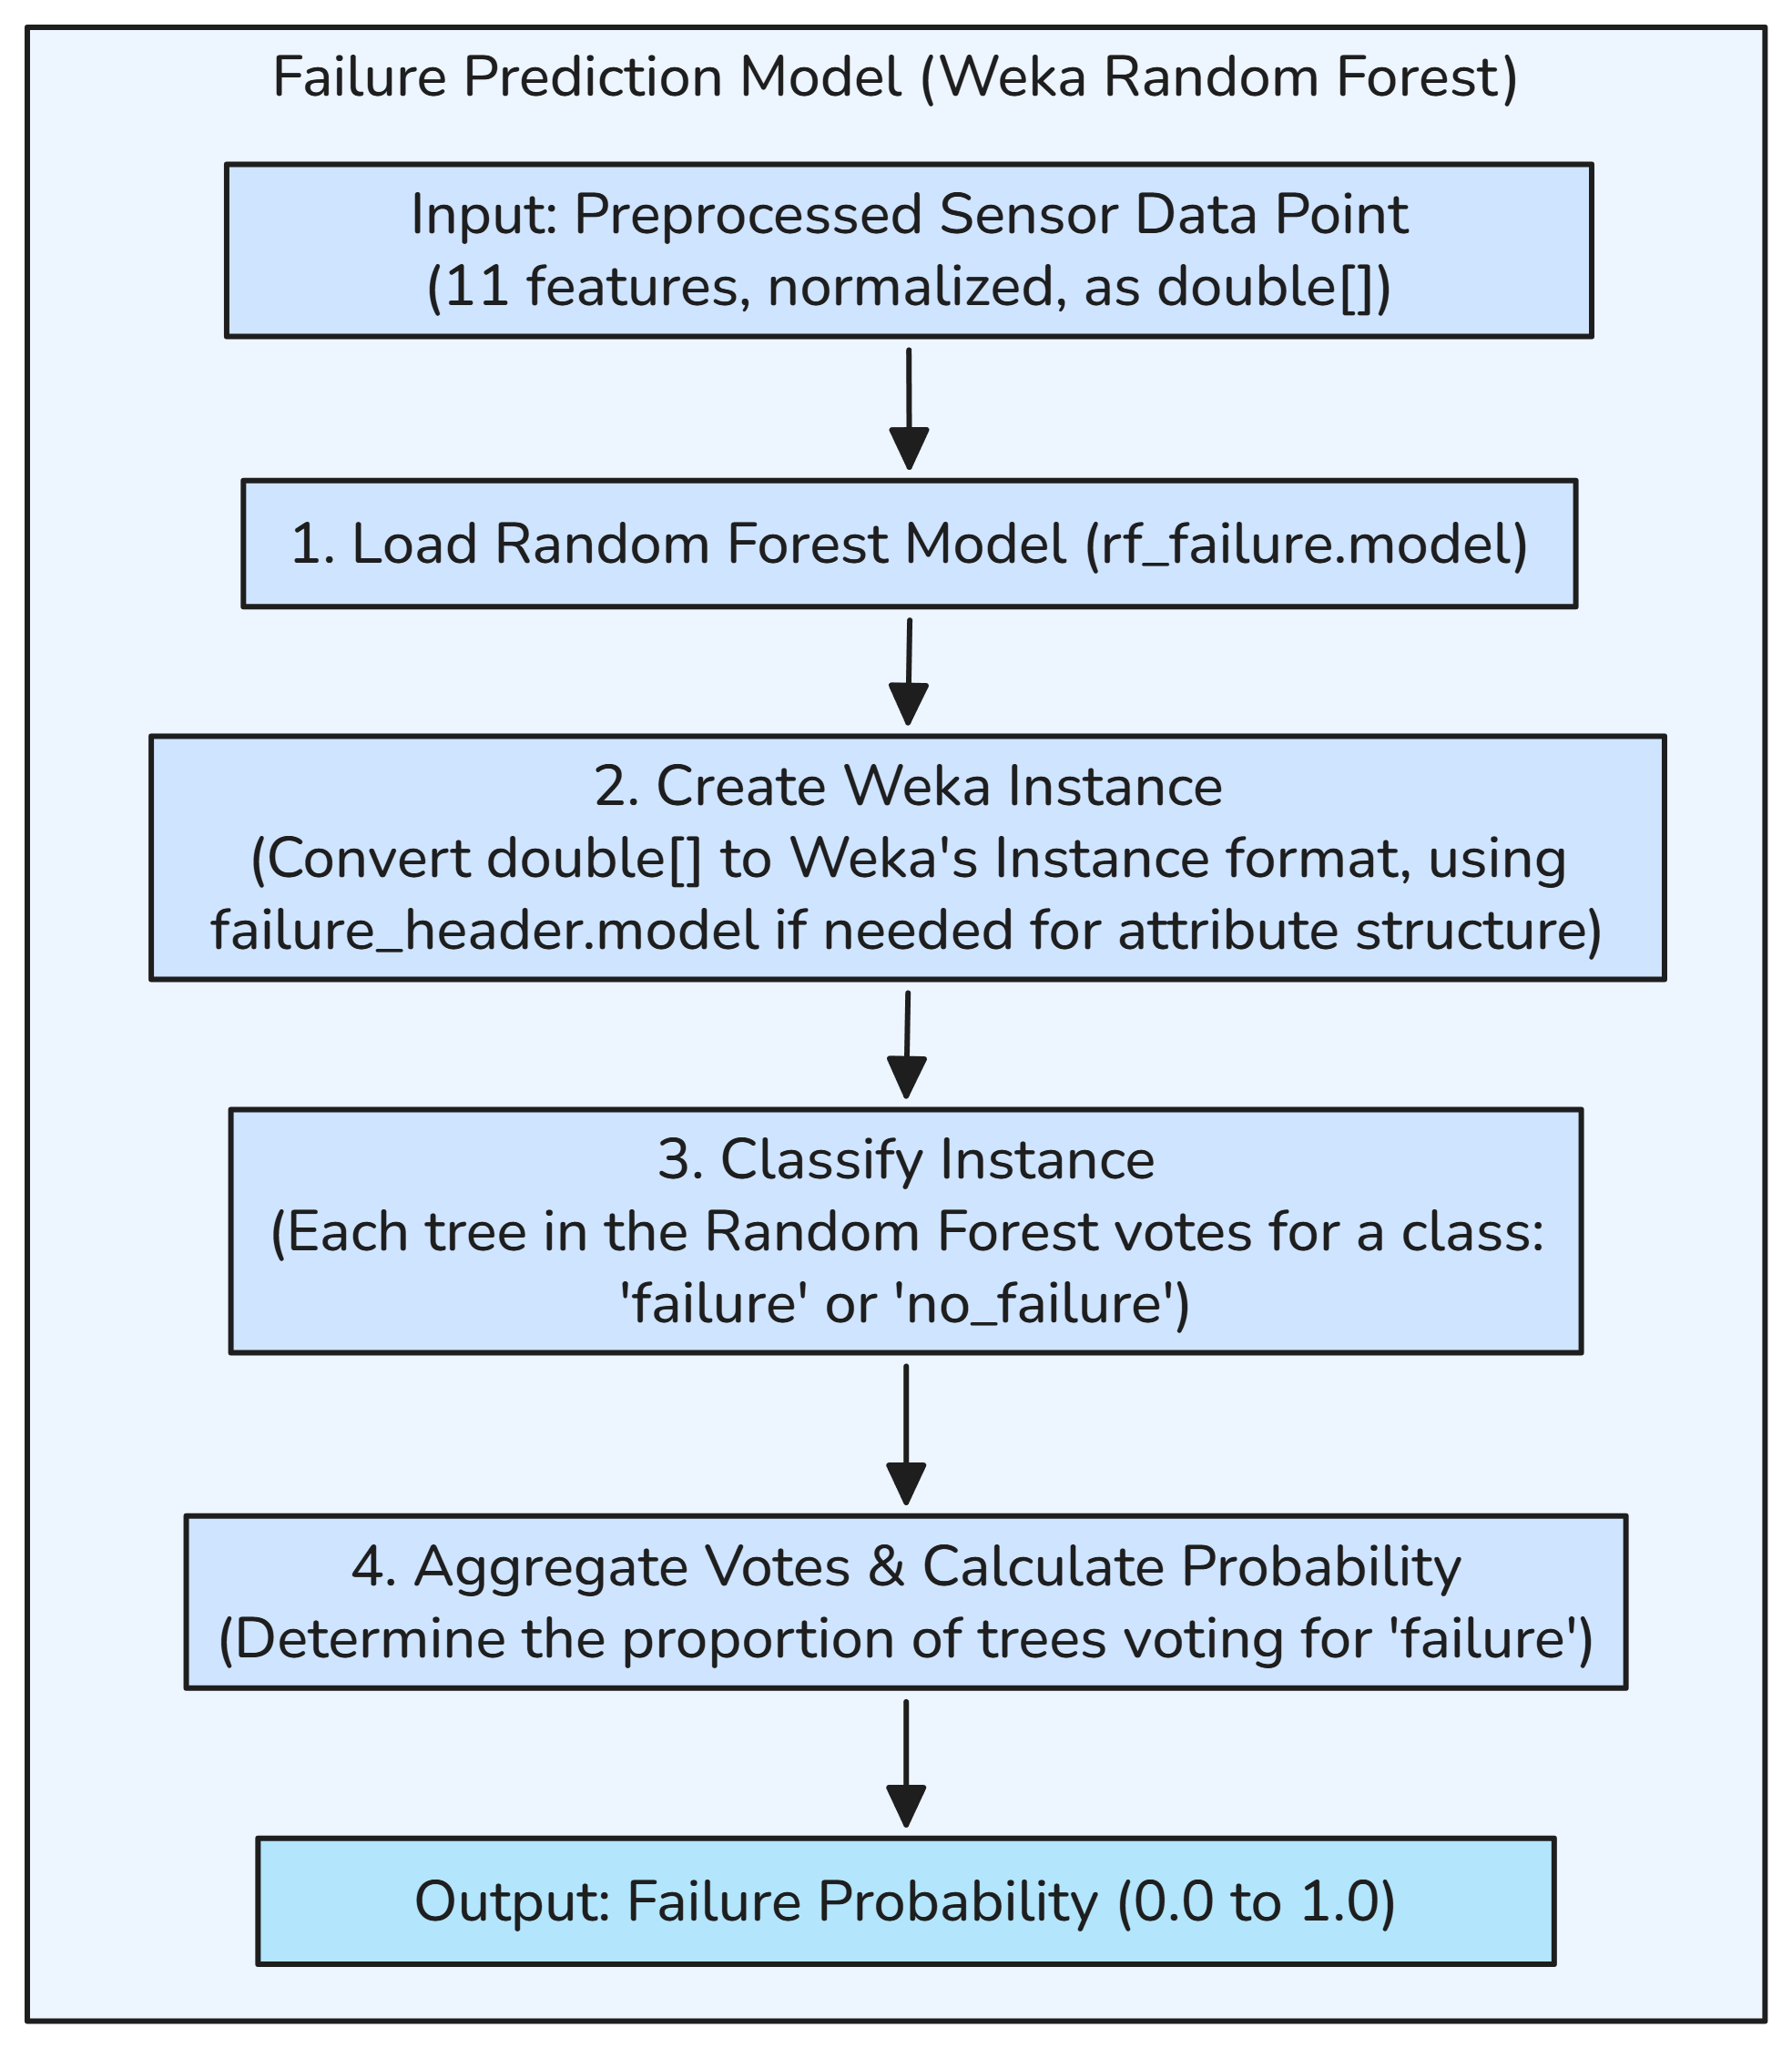 Failure Prediction Model (Weka Random Forest)
Input: Preprocessed Sensor Data Point
(11 features, normalized, as double[])
1. Load Random Forest Model (rf_failure.model)
2. Create Weka Instance
(Convert double[] to Weka's Instance format, using
failure_header.model if needed for attribute structure)
3. Classify Instance
(Each tree in the Random Forest votes for a class:
'failure' or 'no_failure')
4. Aggregate Votes & Calculate Probability
(Determine the proportion of trees voting for 'failure')
Output: Failure Probability (0.0 to 1.0)